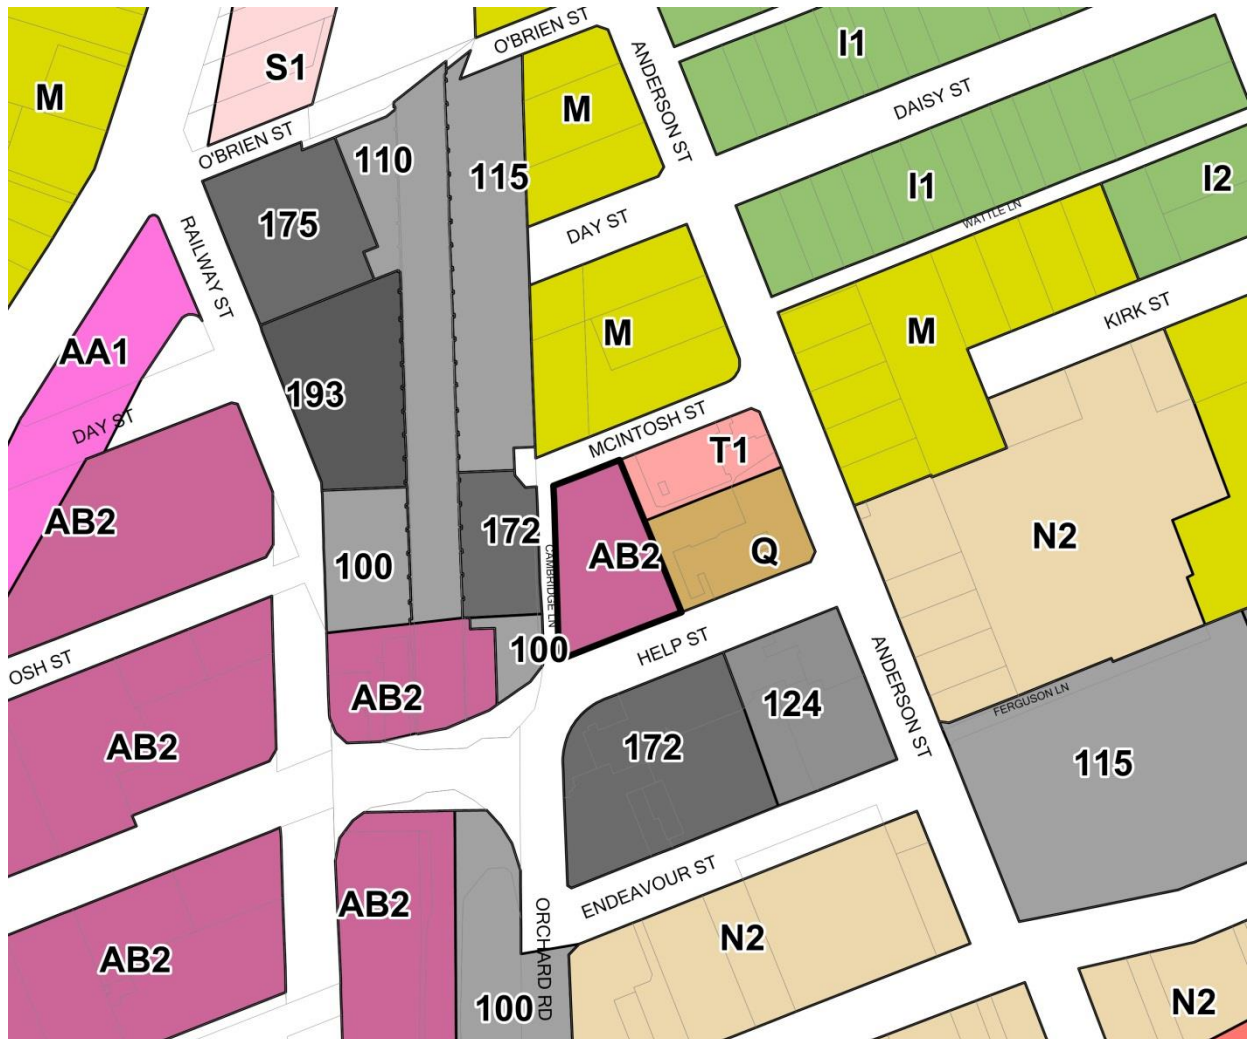 O'BRIEN ST
I1
S1
M
ANDERSON ST
DAISY ST
M
O'BRIEN ST
110
115
I1
I2
175
RAILWAY ST
DAY ST
WATTLE LN
M
M
KIRK ST
AA1
193
DAY ST
MCINTOSH ST
T1
AB2
172
AB2
Q
N2
100
CAMBRIDGE LN
100
HELP ST
OSH ST
AB2
124
ANDERSON ST
FERGUSON LN
AB2
172
115
ENDEAVOUR ST
AB2
ORCHARD RD
N2
AB2
100
N2